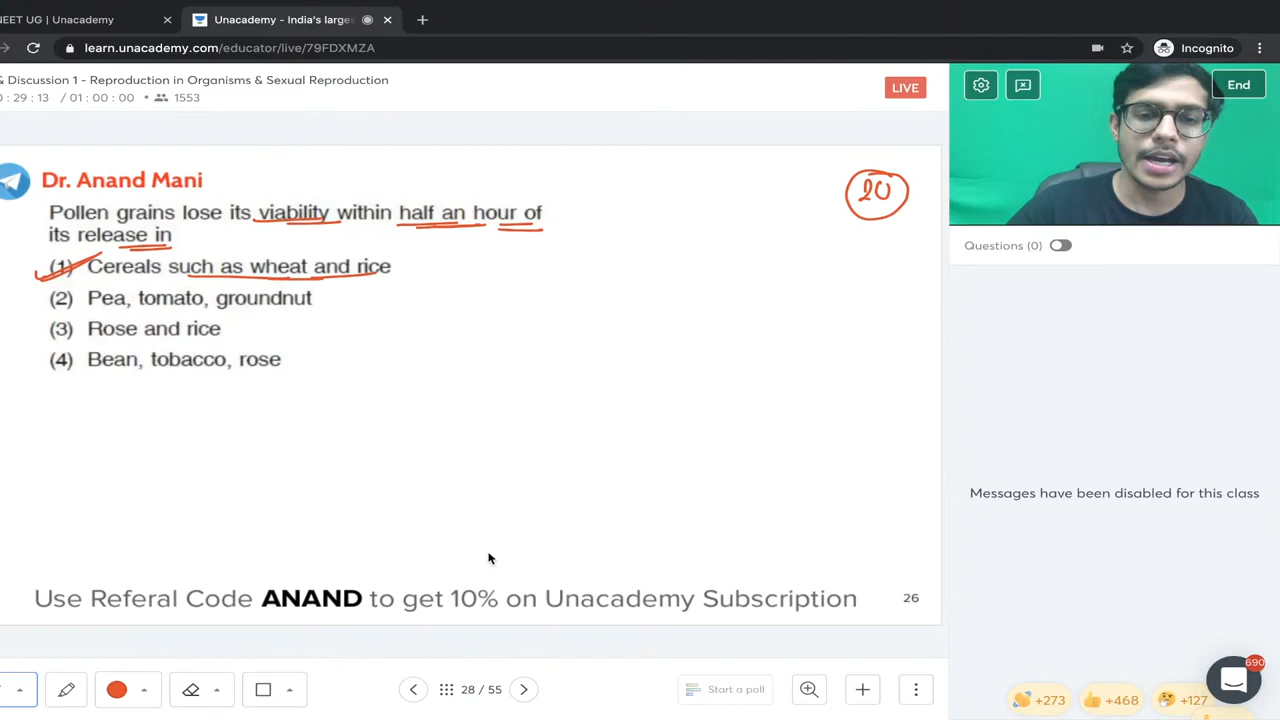 NEET UG | Unacademy
Unacademy - India's larges
learn.unacademy.com/educator/live/79FDXMZA
Incognito
& Discussion 1 - Reproduction in Organisms & Sexual Reproduction
0 : 29 : 13 / 01 : 00 : 00 • 1553
LIVE
End
Dr. Anand Mani
20
Pollen grains lose its viability within half an hour of
its release in
(1) Cereals such as wheat and rice
(2) Pea, tomato, groundnut
(3) Rose and rice
(4) Bean, tobacco, rose
Questions (0)
Messages have been disabled for this class
Use Referal Code ANAND to get 10% on Unacademy Subscription
26
28 / 55
Start a poll
690
+273
+468
+127